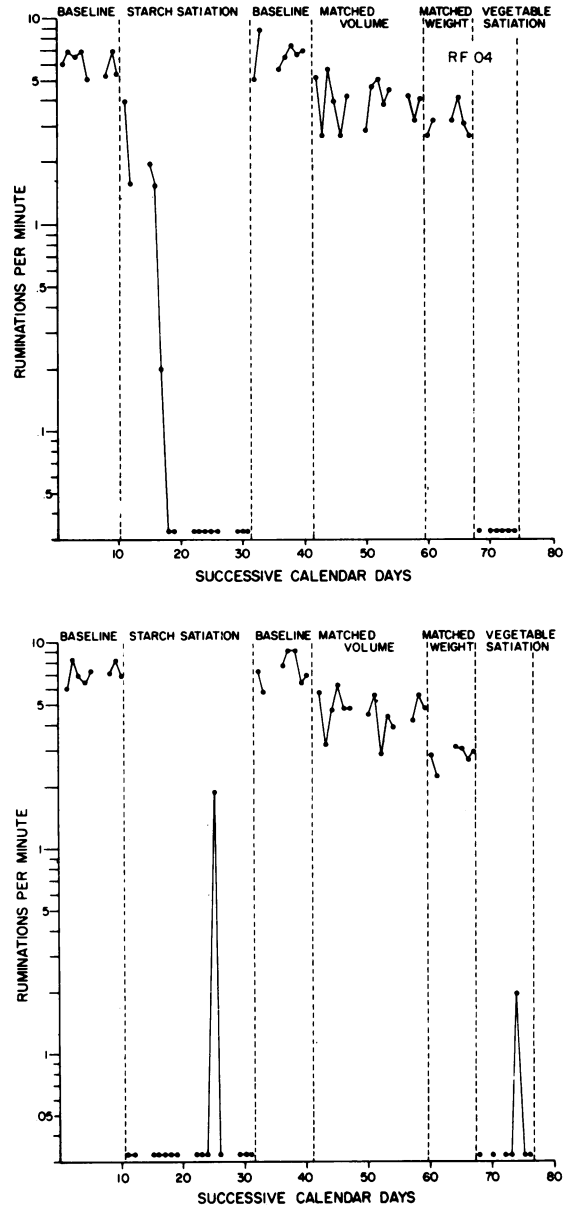 BASELINE STARCH SATIATION BASELINE MATCHED VOLUME MATCHED WEIGHT VEGETABLE SATIATION
RF 04
10
5
1
.5
.1
.5
RUMINATIONS PER MINUTE
10 20 30 40 50 60 70 80
SUCCESSIVE CALENDAR DAYS
BASELINE STARCH SATIATION BASELINE MATCHED VOLUME MATCHED WEIGHT VEGETABLE SATIATION
10
5
1
.5
.1
.05
RUMINATIONS PER MINUTE
10 20 30 40 50 60 70 80
SUCCESSIVE CALENDAR DAYS